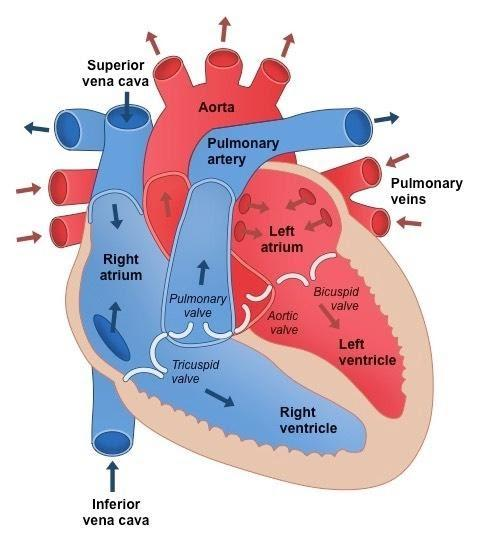 Superior
vena cava
Aorta
Pulmonary
artery
Pulmonary
veins
Left
atrium
Right
atrium
Pulmonary
valve
Bicuspid
valve
Aortic
valve
Left
ventricle
Tricuspid
valve
Right
ventricle
Inferior
vena cava